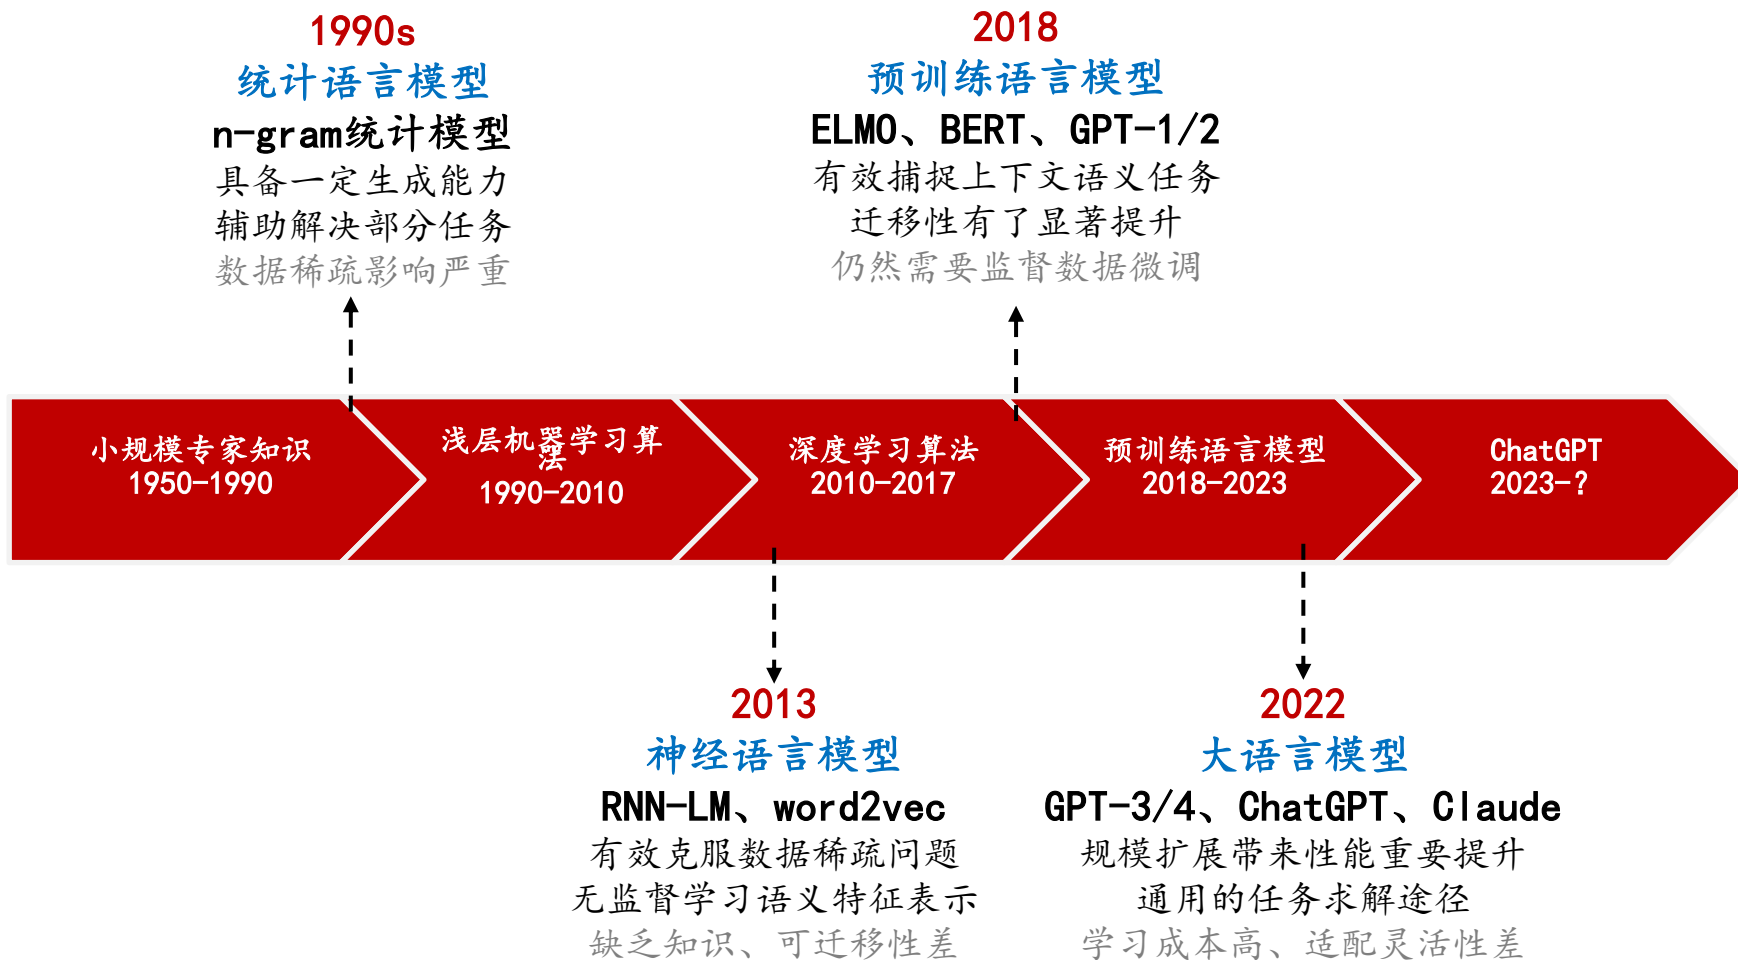 1990s
统计语言模型
n-gram统计模型
具备一定生成能力
辅助解决部分任务
数据稀疏影响严重
2018
预训练语言模型
ELMO、BERT、GPT-1/2
有效捕捉上下文语义任务
迁移性有了显著提升
仍然需要监督数据微调
小规模专家知识
1950-1990
浅层机器学习算
法
1990-2010
深度学习算法
2010-2017
预训练语言模型
2018-2023
ChatGPT
2023-?
2013
神经语言模型
RNN-LM、word2vec
有效克服数据稀疏问题
无监督学习语义特征表示
缺乏知识、可迁移性差
2022
大语言模型
GPT-3/4、ChatGPT、Claude
规模扩展带来性能重要提升
通用的任务求解途径
学习成本高、适配灵活性差